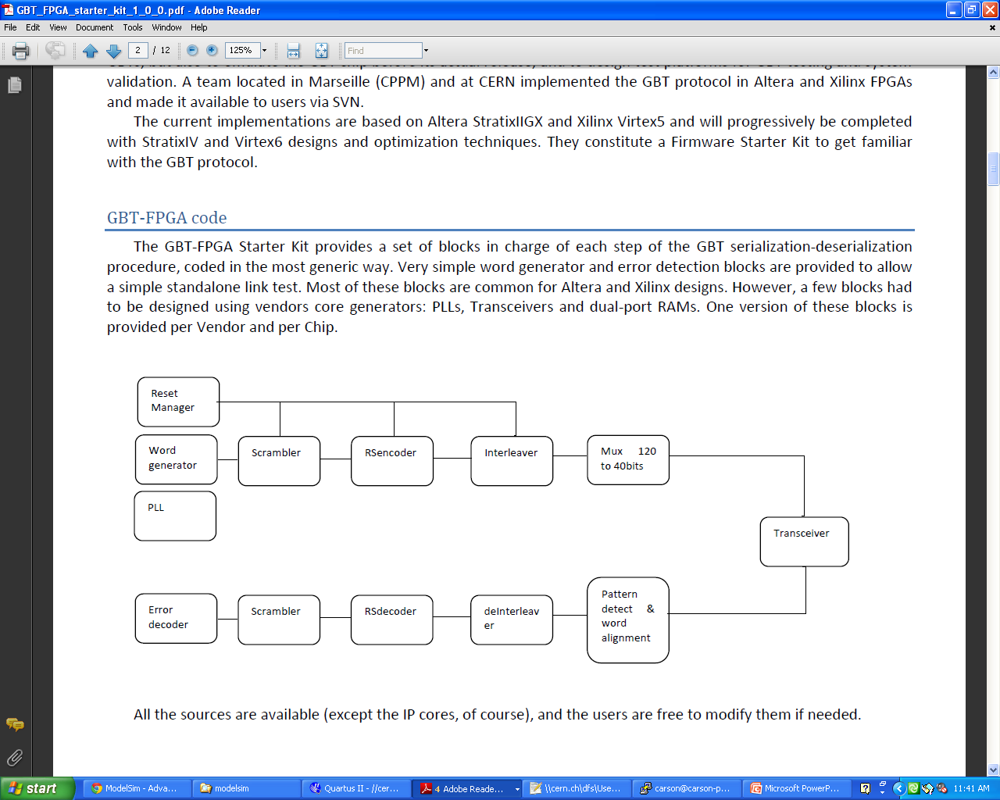 GBT_FPGA_starter_kit_1_0_0.pdf - Adobe Reader
File Edit View Document Tools Window Help
2 / 12 125% Find
validation. A team located in Marseille (CPPM) and at CERN implemented the GBT protocol in Altera and Xilinx FPGAs
and made it available to users via SVN.
The current implementations are based on Altera StratixIIGX and Xilinx Virtex5 and will progressively be completed
with StratixIV and Virtex6 designs and optimization techniques. They constitute a Firmware Starter Kit to get familiar
with the GBT protocol.
GBT-FPGA code
The GBT-FPGA Starter Kit provides a set of blocks in charge of each step of the GBT serialization-deserialization
procedure, coded in the most generic way. Very simple word generator and error detection blocks are provided to allow
a simple standalone link test. Most of these blocks are common for Altera and Xilinx designs. However, a few blocks had
to be designed using vendors core generators: PLLs, Transceivers and dual-port RAMs. One version of these blocks is
provided per Vendor and per Chip.
Reset
Manager
Word
generator
Scrambler
RSencoder
Interleaver
Mux 120
to 40bits
PLL
Transceiver
Error
decoder
Scrambler
RSdecoder
deInterleav
er
Pattern
detect &
word
alignment
All the sources are available (except the IP cores, of course), and the users are free to modify them if needed.
start ModelSim - Adva... modelsim Quartus II - //cer... 4 Adobe Reade... \\cern.ch\dfs\Use... carson@carson-p... Microsoft PowerP... 11:41 AM